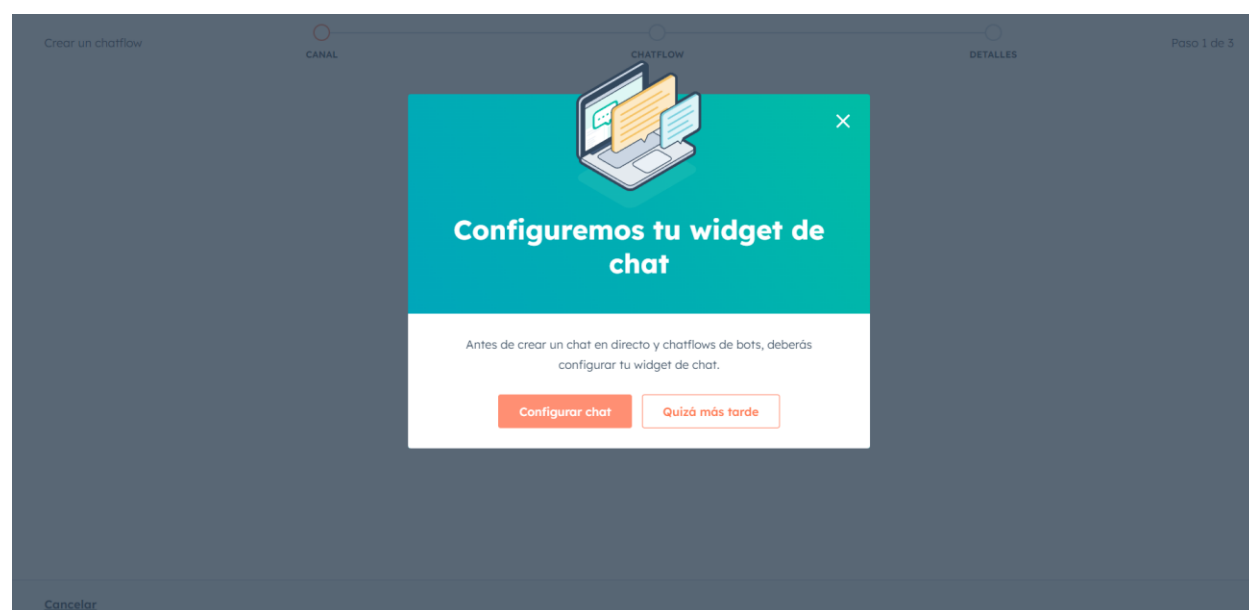 Crear un chatflow
CANAL
CHATFLOW
DETALLES
Paso 1 de 3
Configuremos tu widget de
chat
Antes de crear un chat en directo y chatflows de bots, deberás
configurar tu widget de chat.
Configurar chat
Quizá más tarde
Cancelar